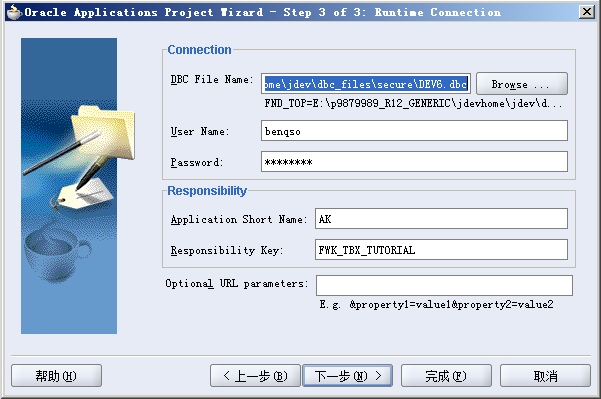 Oracle Applications Project Wizard - Step 3 of 3: Runtime Connection
Connection
DBC File Name: ome\jdev\dbc_files\secure\DEV6.dbc Browse ...
FND_TOP=E:\p9879989_R12_GENERIC\jdevhome\jdev\d...
User Name: benqso
Password: ********
Responsibility
Application Short Name: AK
Responsibility Key: FWK_TBX_TUTORIAL
Optional URL parameters:
E.g. &property1=value1&property2=value2
帮助(H) < 上一步(B) 下一步(N) > 完成(F) 取消